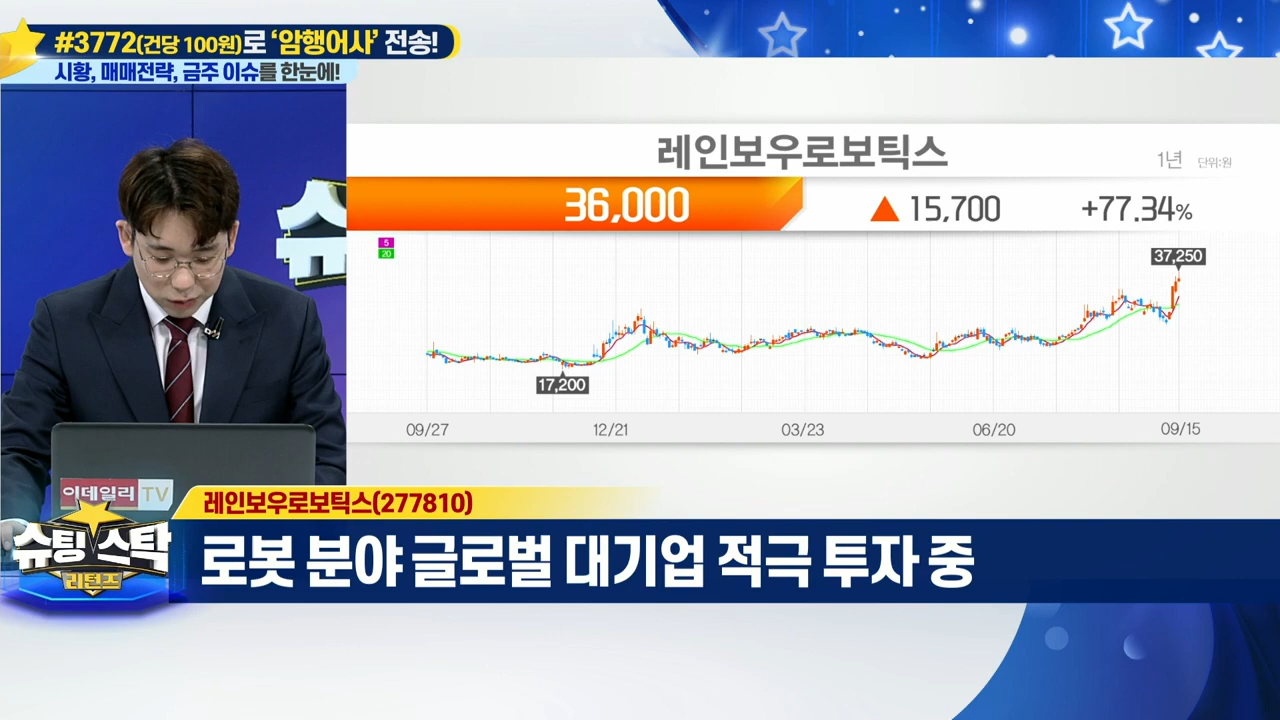 #3772(건당 100원)로 '암행어사' 전송!
시황, 매매전략, 금주 이슈를 한눈에!
슈
레인보우로보틱스
1년 단위:원
36,000 ▲ 15,700 +77.34%
5
20
37,250
17,200
09/27 12/21 03/23 06/20 09/15
이데일리 TV
레인보우로보틱스(277810)
슈팅 스탁
리턴즈
로봇 분야 글로벌 대기업 적극 투자 중